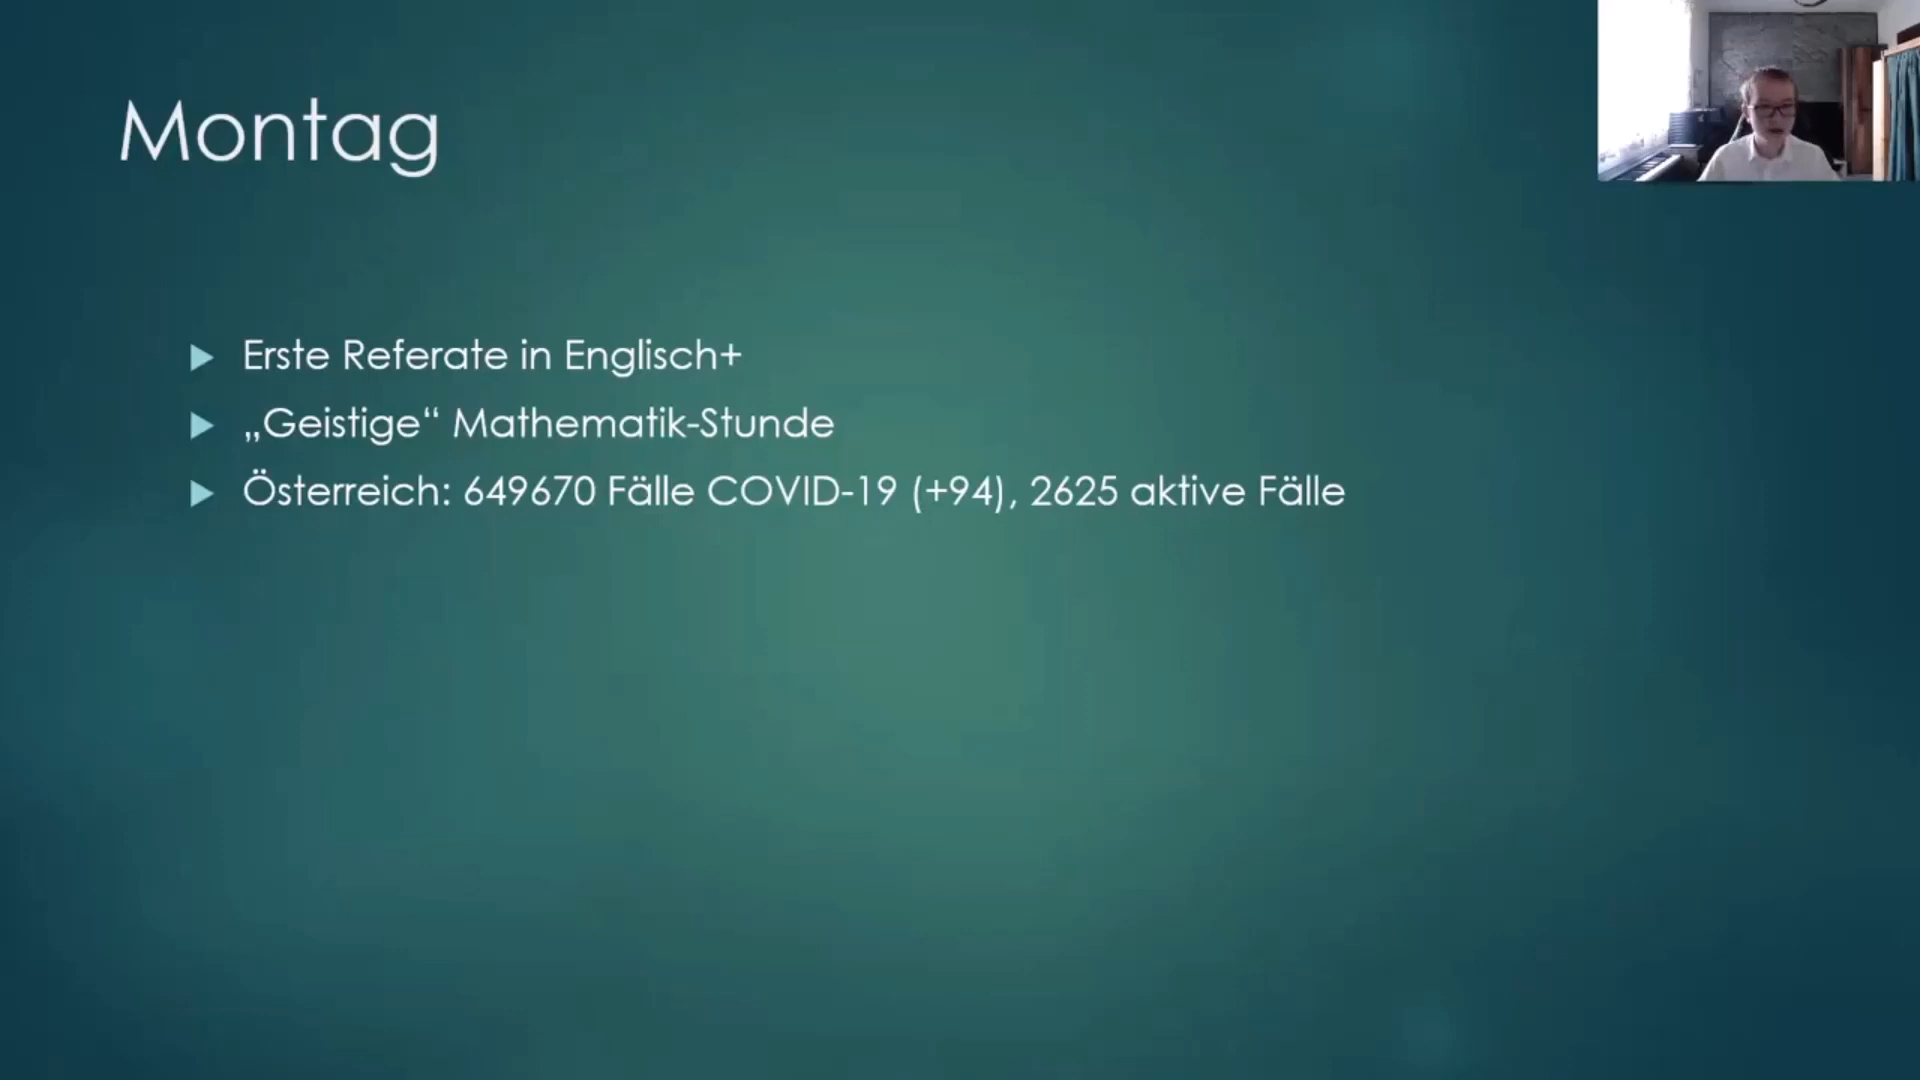 Montag
Erste Referate in Englisch+
„Geistige“ Mathematik-Stunde
Österreich: 649670 Fälle COVID-19 (+94), 2625 aktive Fälle